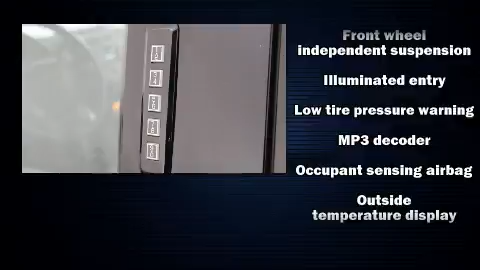 Front wheel
independent suspension
Illuminated entry
Low tire pressure warning
MP3 decoder
Occupant sensing airbag
Outside
temperature display